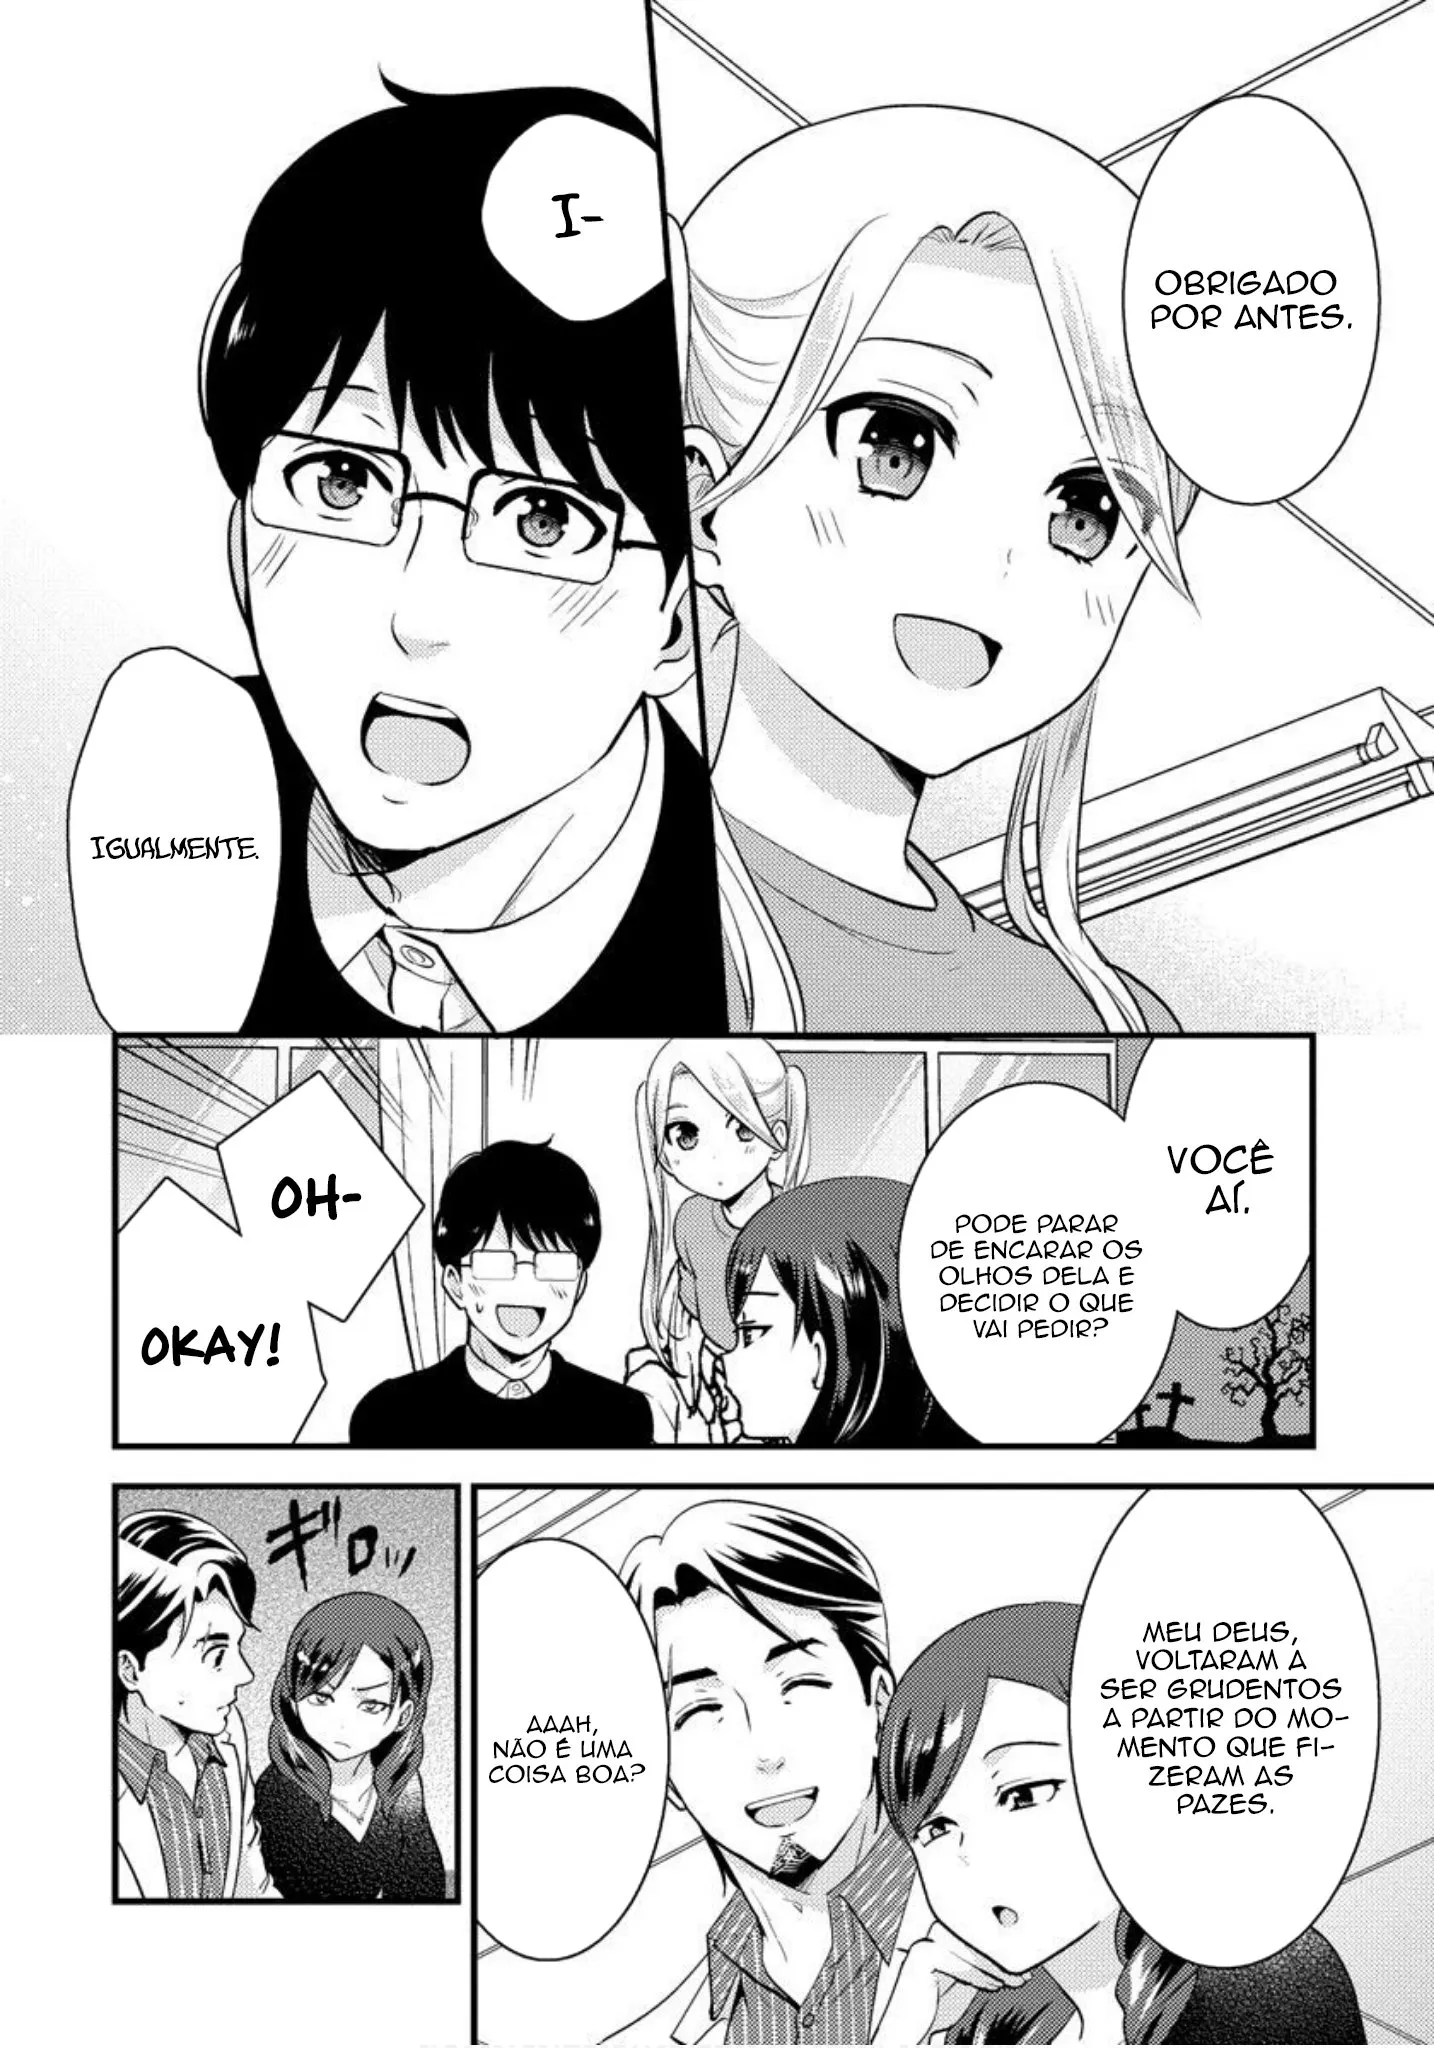 OBRIGADO
POR ANTES.
I-
IGUALMENTE.
VOCÊ
AÍ.
PODE PARAR
DE ENCARAR OS
OLHOS DELA E
DECIDIR O QUE
VAI PEDIR?
OH-
OKAY!
MEU DEUS,
VOLTARAM A
SER GRUDENTOS
A PARTIR DO MO-
MENTO QUE FI-
ZERAM AS
PAZES.
AAAH,
NÃO É UMA
COISA BOA?
ギロッ